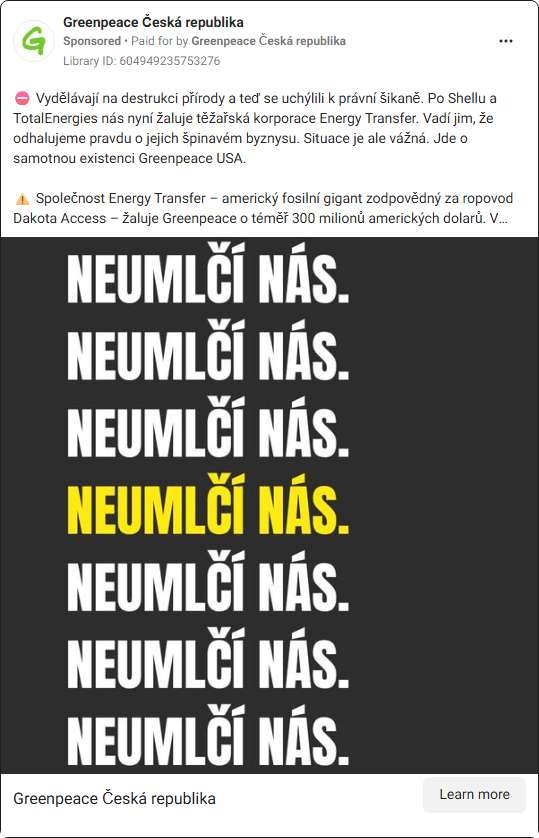 Greenpeace Česká republika
Sponsored • Paid for by Greenpeace Česká republika
Library ID: 604949235753276
⛔ Vydělávají na destrukci přírody a teď se uchýlili k právní šikaně. Po Shellu a
TotalEnergies nás nyní žaluje těžařská korporace Energy Transfer. Vadí jim, že
odhalujeme pravdu o jejich špinavém byznysu. Situace je ale vážná. Jde o
samotnou existenci Greenpeace USA.
⚠️ Společnost Energy Transfer – americký fosilní gigant zodpovědný za ropovod
Dakota Access – žaluje Greenpeace o téměř 300 milionů amerických dolarů. V...
NEUMLČÍ NÁS.
NEUMLČÍ NÁS.
NEUMLČÍ NÁS.
NEUMLČÍ NÁS.
NEUMLČÍ NÁS.
NEUMLČÍ NÁS.
NEUMLČÍ NÁS.
Greenpeace Česká republika
Learn more